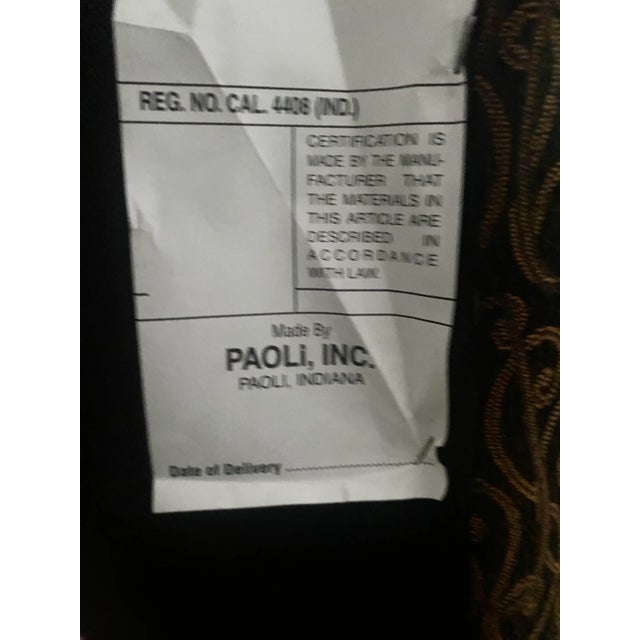 REG. NO. CAL. 4408 (IND.)
CERTIFICATION IS
MADE BY THE MANU-
FACTURER THAT
THE MATERIALS IN
THIS ARTICLE ARE
DESCRIBED IN
ACCORDANCE
WITH LAW.
Made By
PAOLi, INC.
PAOLI, INDIANA
Date of Delivery